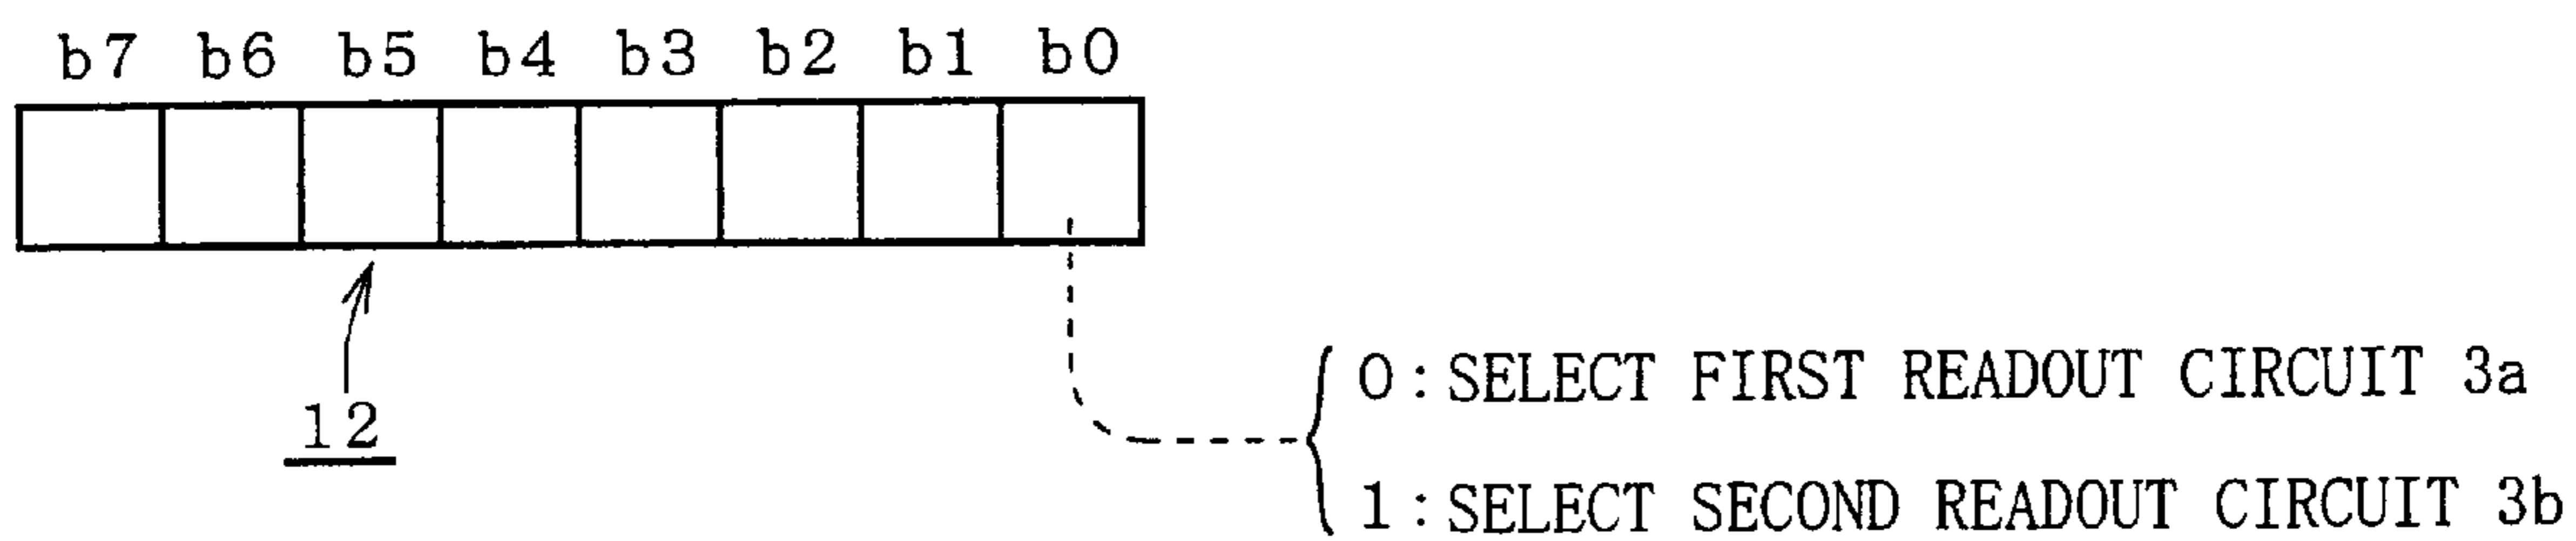 b7 b6 b5 b4 b3 b2 b1 b0
12
0:SELECT FIRST READOUT CIRCUIT 3a
1:SELECT SECOND READOUT CIRCUIT 3b